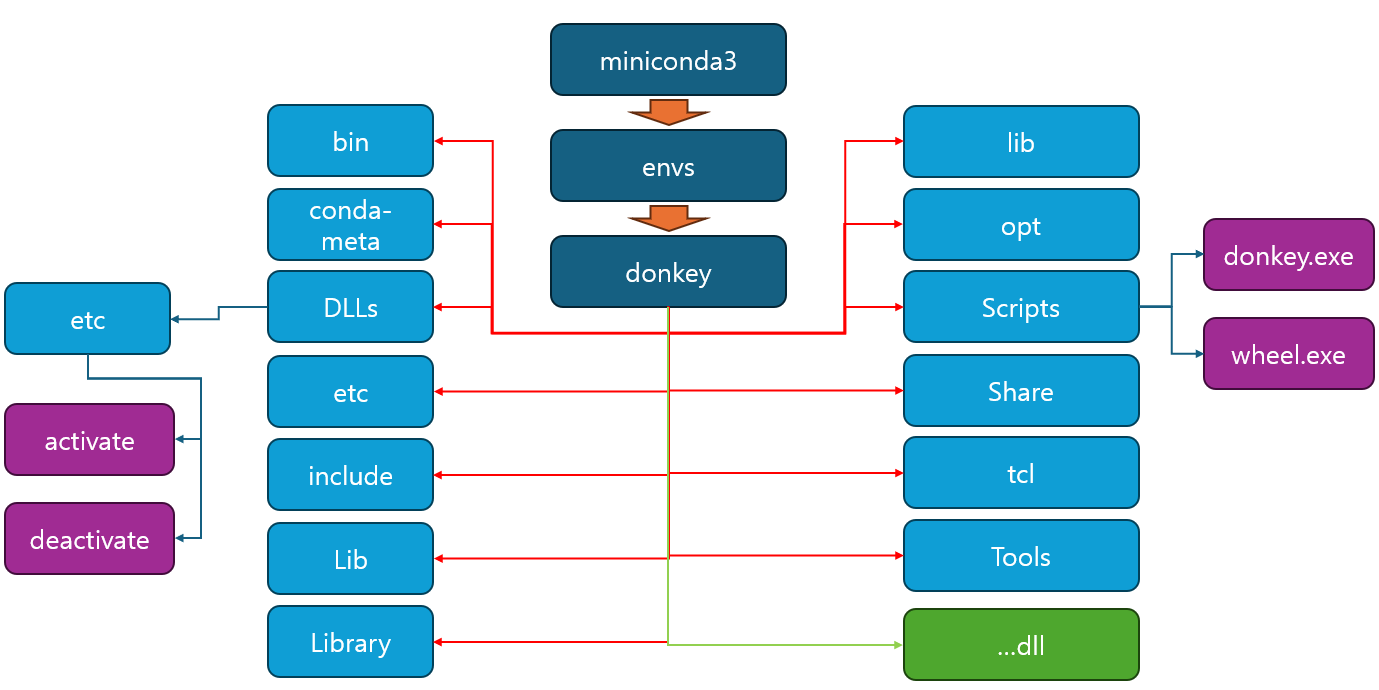 miniconda3
envs
donkey
bin
conda-
meta
DLLs
etc
include
Lib
Library
etc
activate
deactivate
lib
opt
Scripts
Share
tcl
Tools
...dll
donkey.exe
wheel.exe